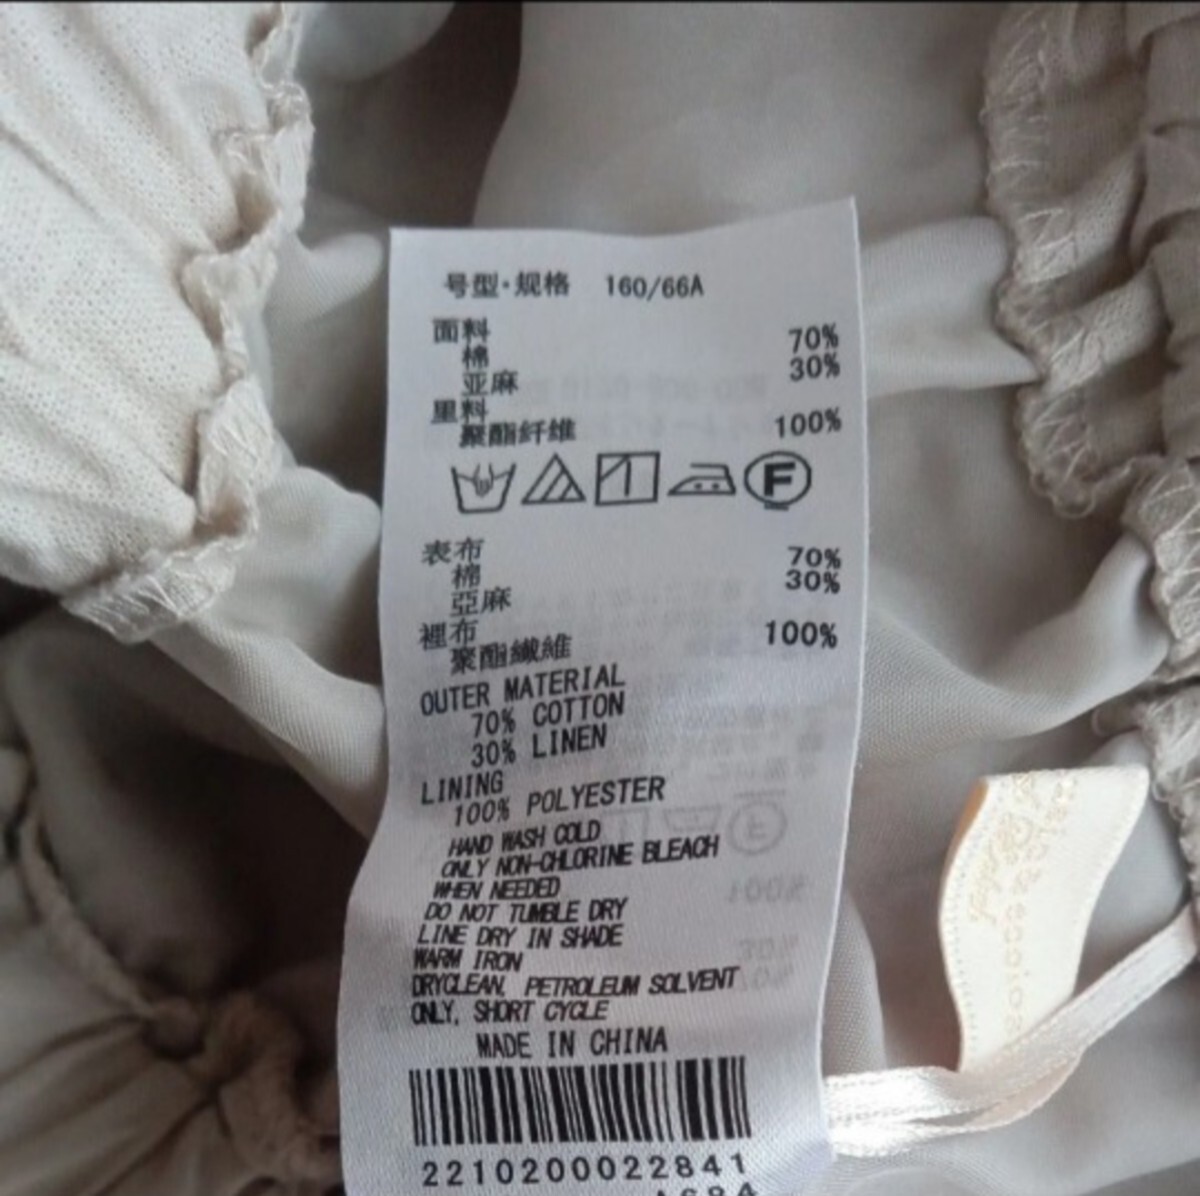 号型·规格 160/66A
面料
棉 70%
亚麻 30%
里料
聚酯纤维 100%
F
表布
棉 70%
亞麻 30%
裡布
聚酯纖維 100%
OUTER MATERIAL
70% COTTON
30% LINEN
LINING
100% POLYESTER
HAND WASH COLD
ONLY NON-CHLORINE BLEACH
WHEN NEEDED
DO NOT TUMBLE DRY
LINE DRY IN SHADE
WARM IRON
DRYCLEAN, PETROLEUM SOLVENT
ONLY, SHORT CYCLE
MADE IN CHINA
2210200022841